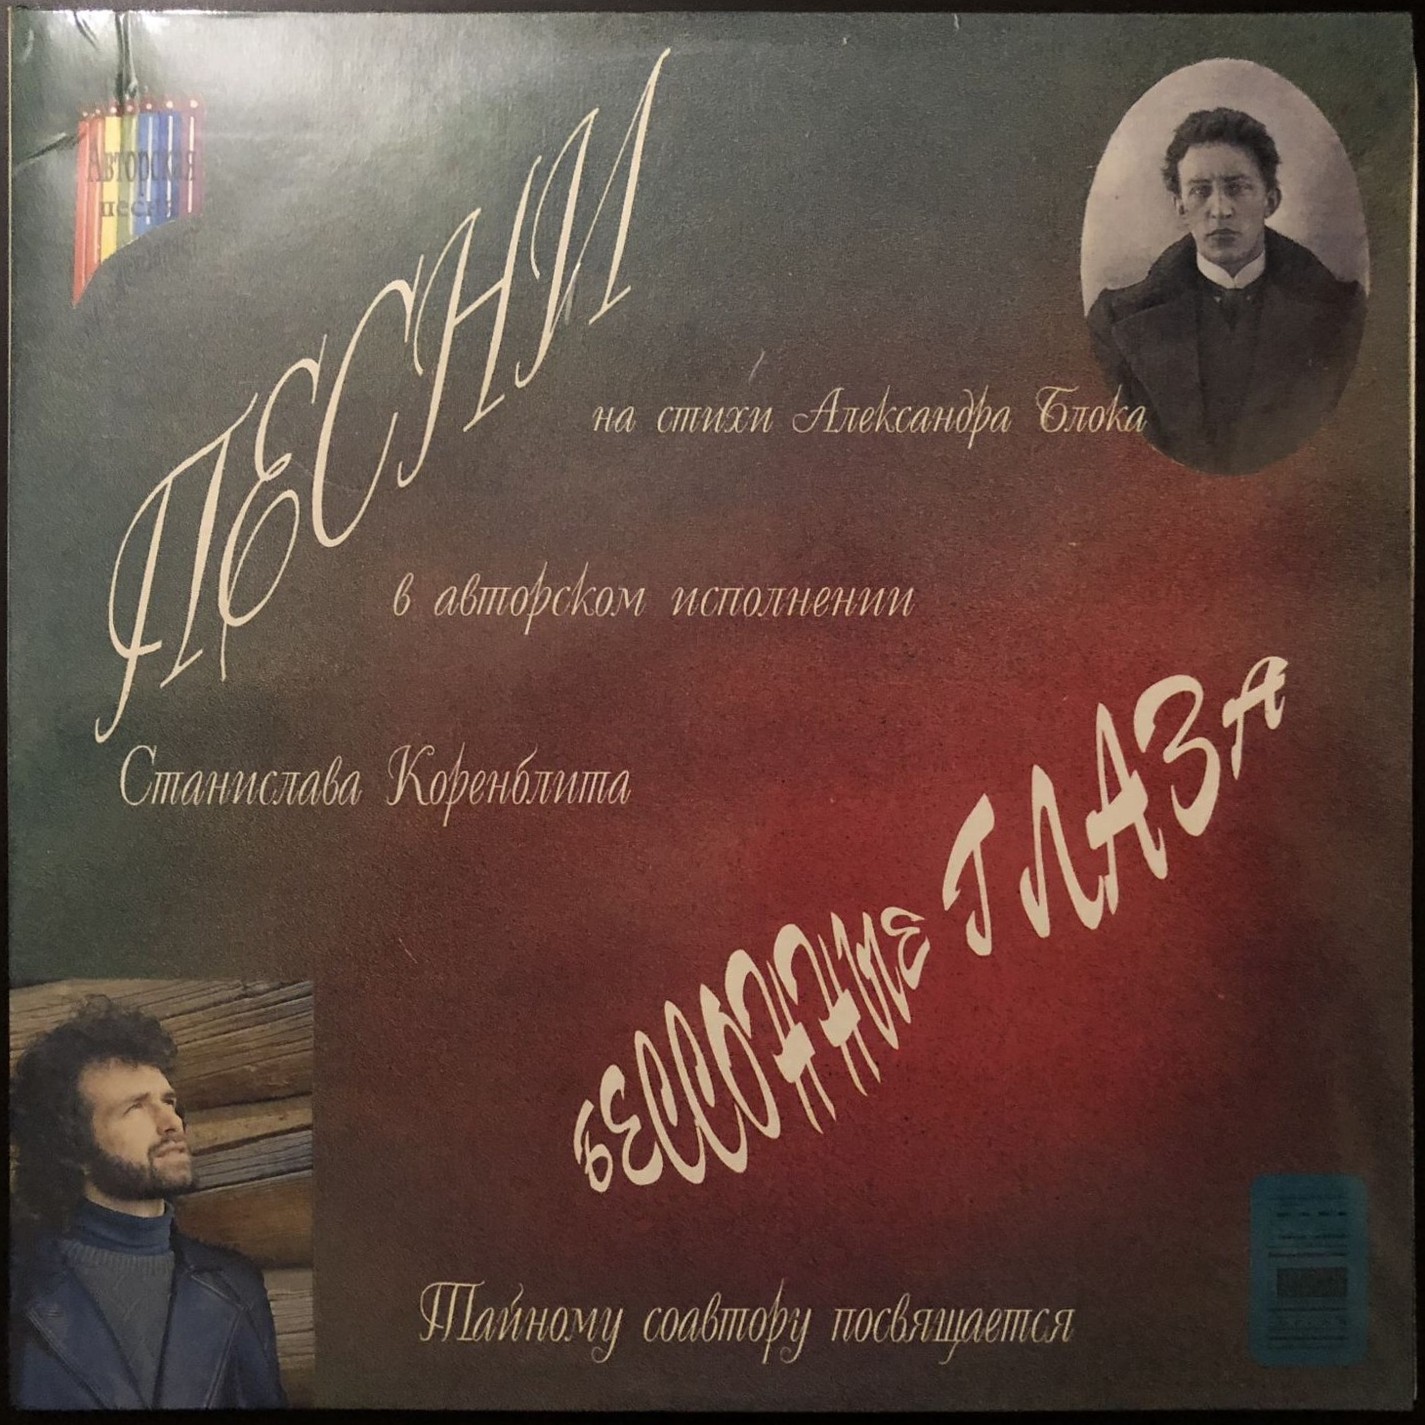 Авторская
песня
ПЕСНИ
на стихи Александра Блока
в авторском исполнении
Станислава Коренблита
БЕССОННЫЕ ГЛАЗА
Тайному соавтору посвящается